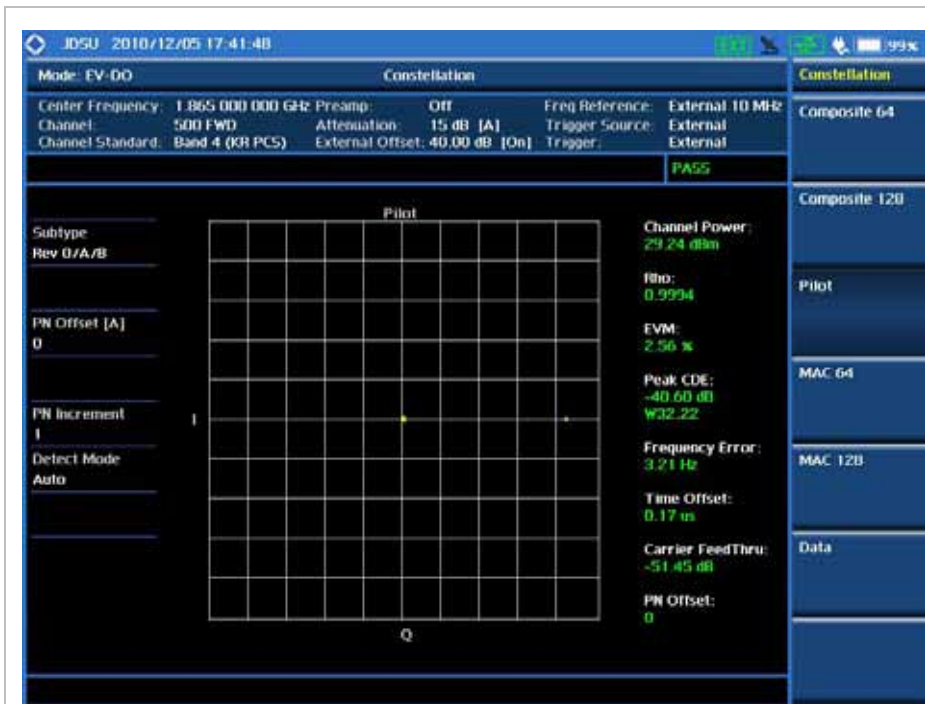 JDSU 2010/12/05 17:41:48
99%
Mode: EV-DO
Constellation
Constellation
Center Frequency: 1.865 000 000 GHz
Preamp: Off
Freq Reference: External 10 MHz
Channel: 500 FWD
Attenuation: 15 dB [A]
Trigger Source: External
Channel Standard: Band 4 (KR PCS)
External Offset: 40.00 dB [On]
Trigger: External
PASS
Pilot
Subtype
Rev 0/A/B
PN Offset [A]
0
PN Increment
1
Detect Mode
Auto
I
Q
Channel Power:
29.24 dBm
Rho:
0.9994
EVM:
2.56 %
Peak CDE:
-40.60 dB
W32.22
Frequency Error:
3.21 Hz
Time Offset:
0.17 us
Carrier FeedThru:
-51.45 dB
PN Offset:
0
Composite 64
Composite 128
Pilot
MAC 64
MAC 128
Data